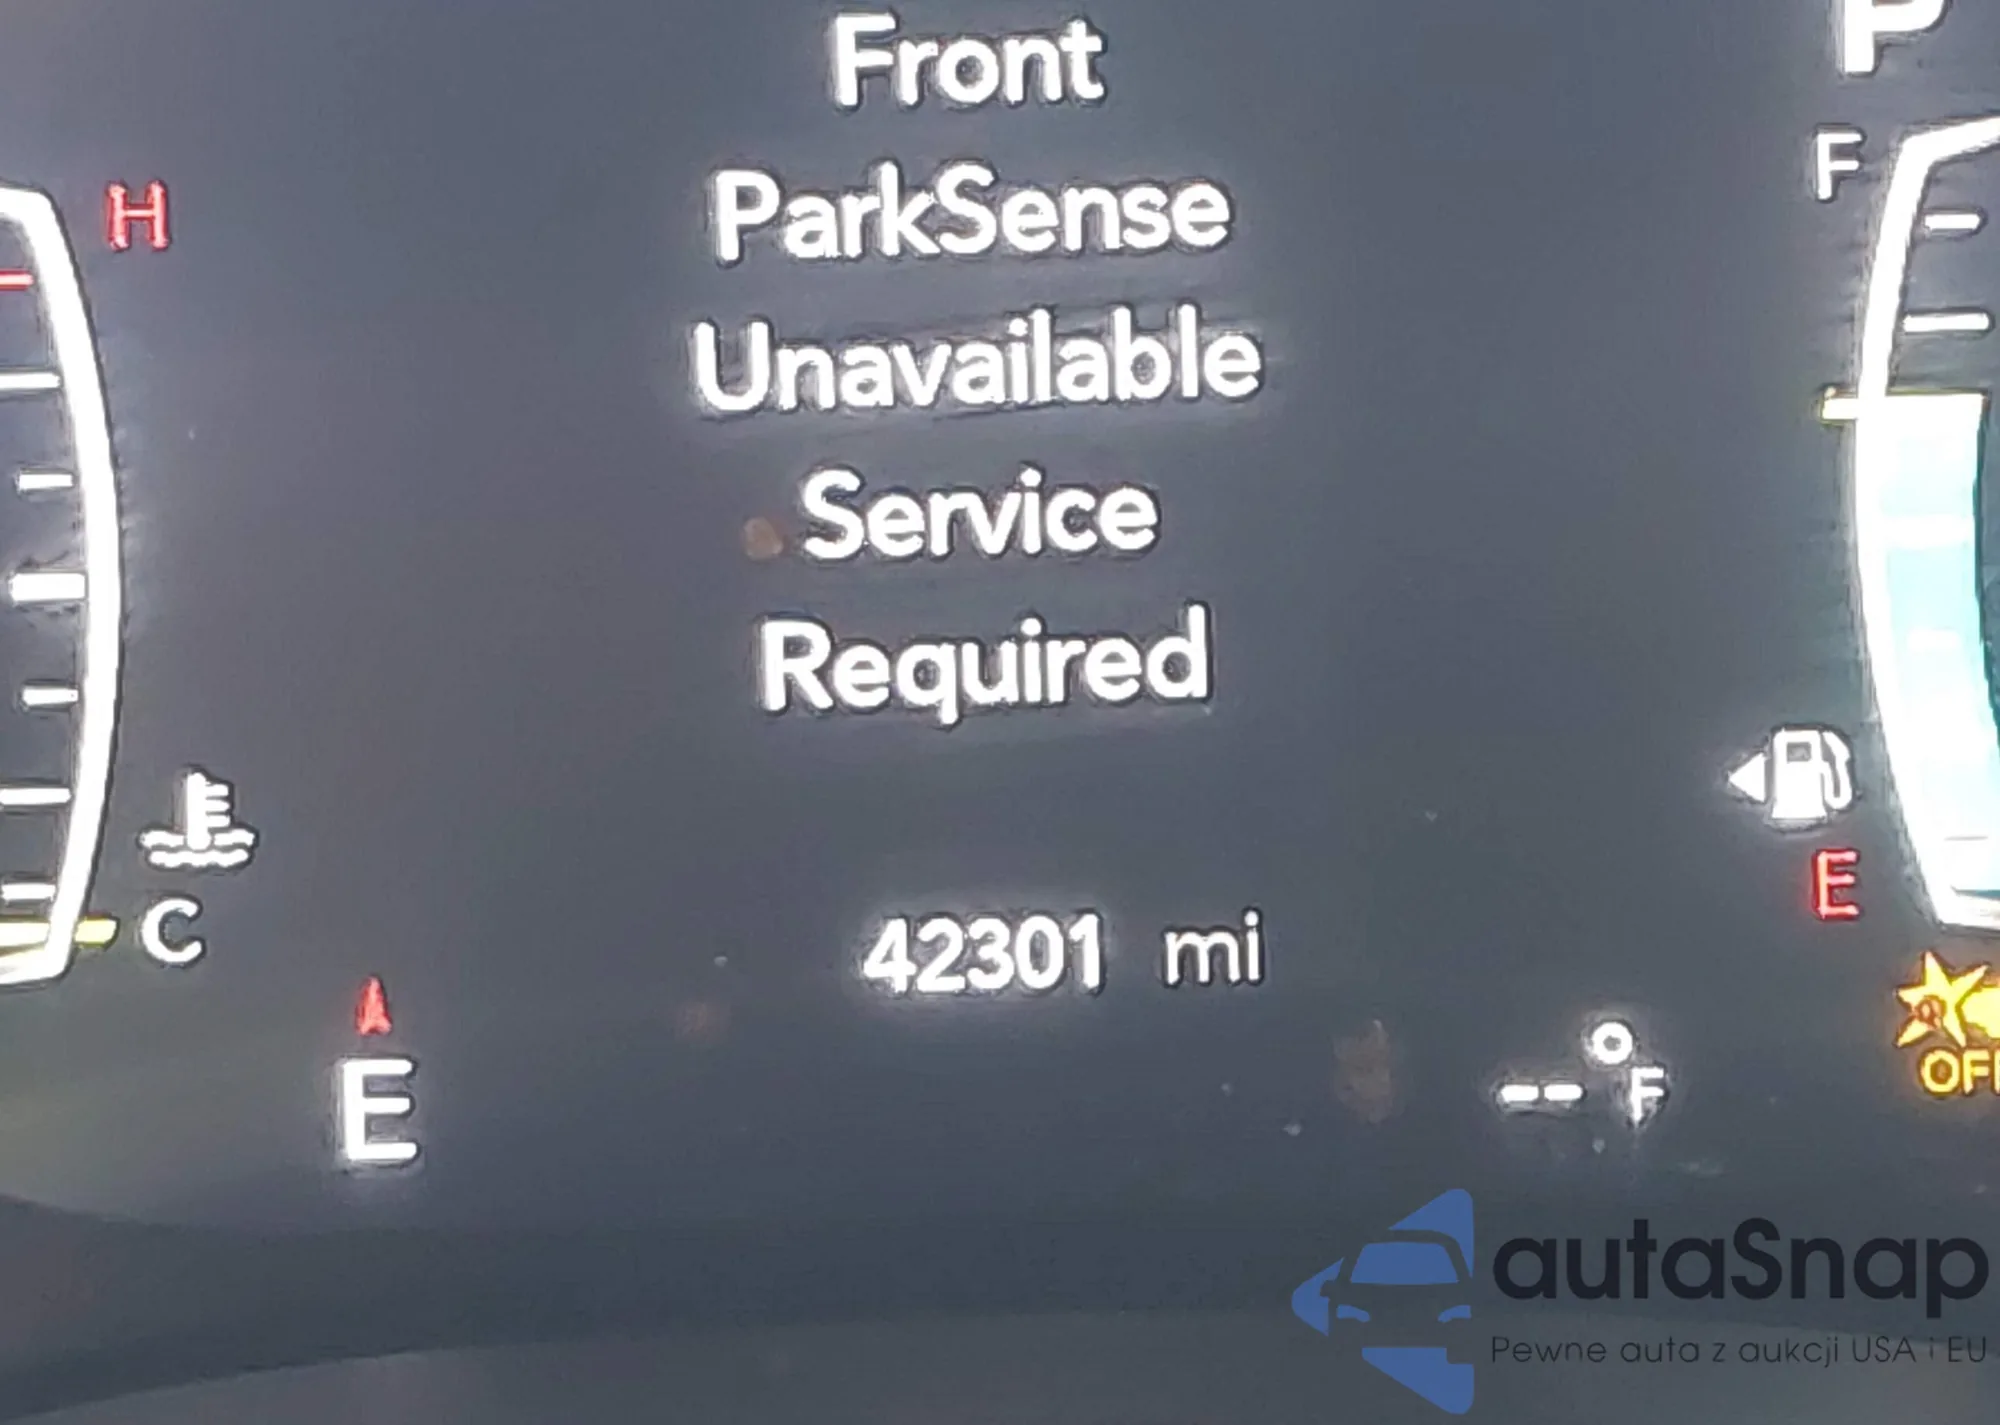 Front
P
ParkSense
F
H
Unavailable
Service
Required
E
C
42301 mi
E
--°F
OFF
autaSnap
Pewne auta z aukcji USA i EU